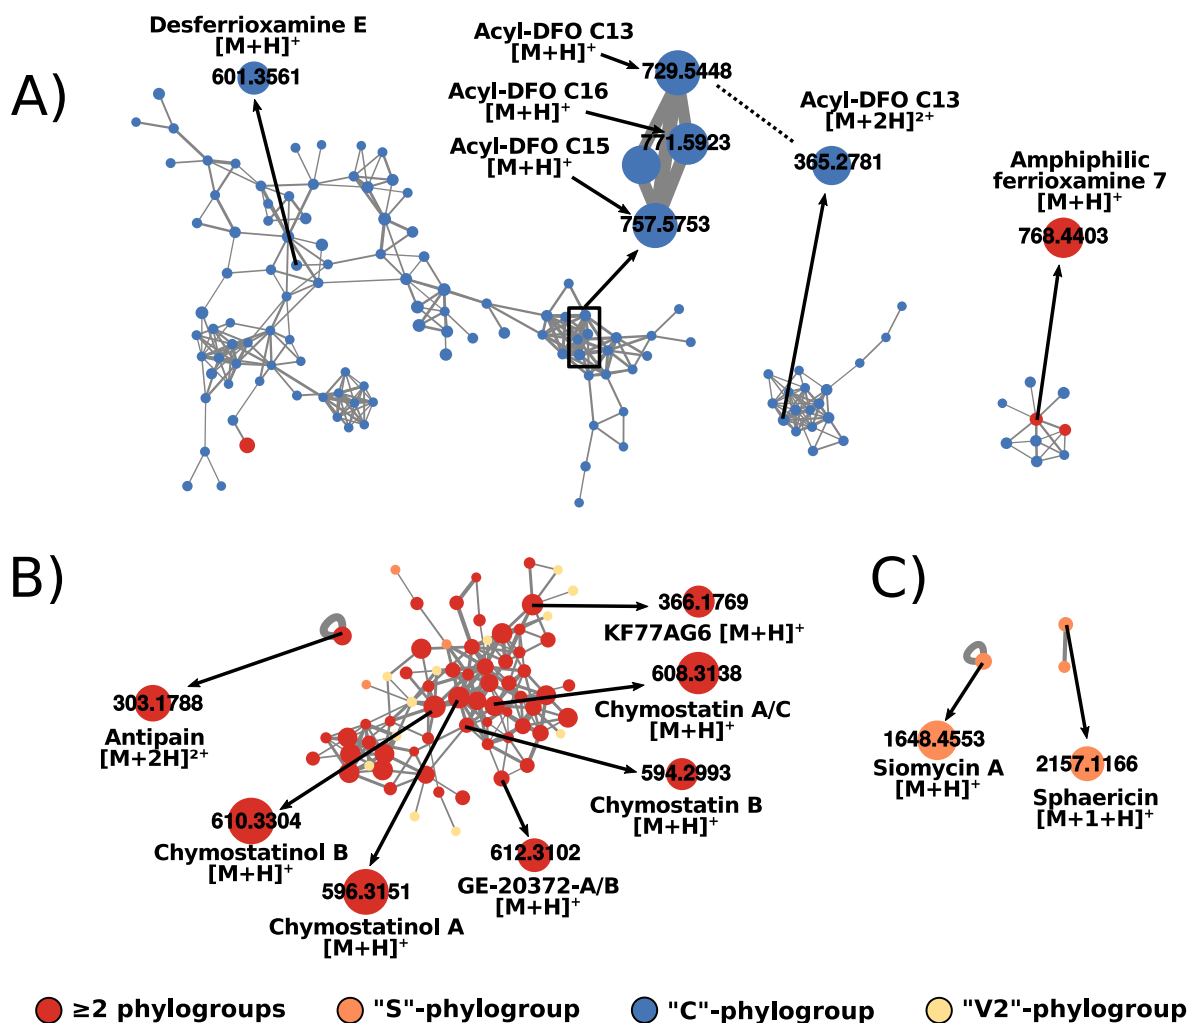 A)
Desferrioxamine E
[M+H]⁺
601.3561
Acyl-DFO C13
[M+H]⁺
729.5448
Acyl-DFO C16
[M+H]⁺
771.5923
Acyl-DFO C15
[M+H]⁺
757.5753
Acyl-DFO C13
[M+2H]²⁺
365.2781
Amphiphilic
ferrioxamine 7
[M+H]⁺
768.4403
B)
366.1769
KF77AG6 [M+H]⁺
608.3138
Chymostatin A/C
[M+H]⁺
594.2993
Chymostatin B
[M+H]⁺
303.1788
Antipain
[M+2H]²⁺
610.3304
Chymostatinol B
[M+H]⁺
596.3151
Chymostatinol A
[M+H]⁺
612.3102
GE-20372-A/B
[M+H]⁺
C)
1648.4553
Siomycin A
[M+H]⁺
2157.1166
Sphaericin
[M+1+H]⁺
≥2 phylogroups
"S"-phylogroup
"C"-phylogroup
"V2"-phylogroup